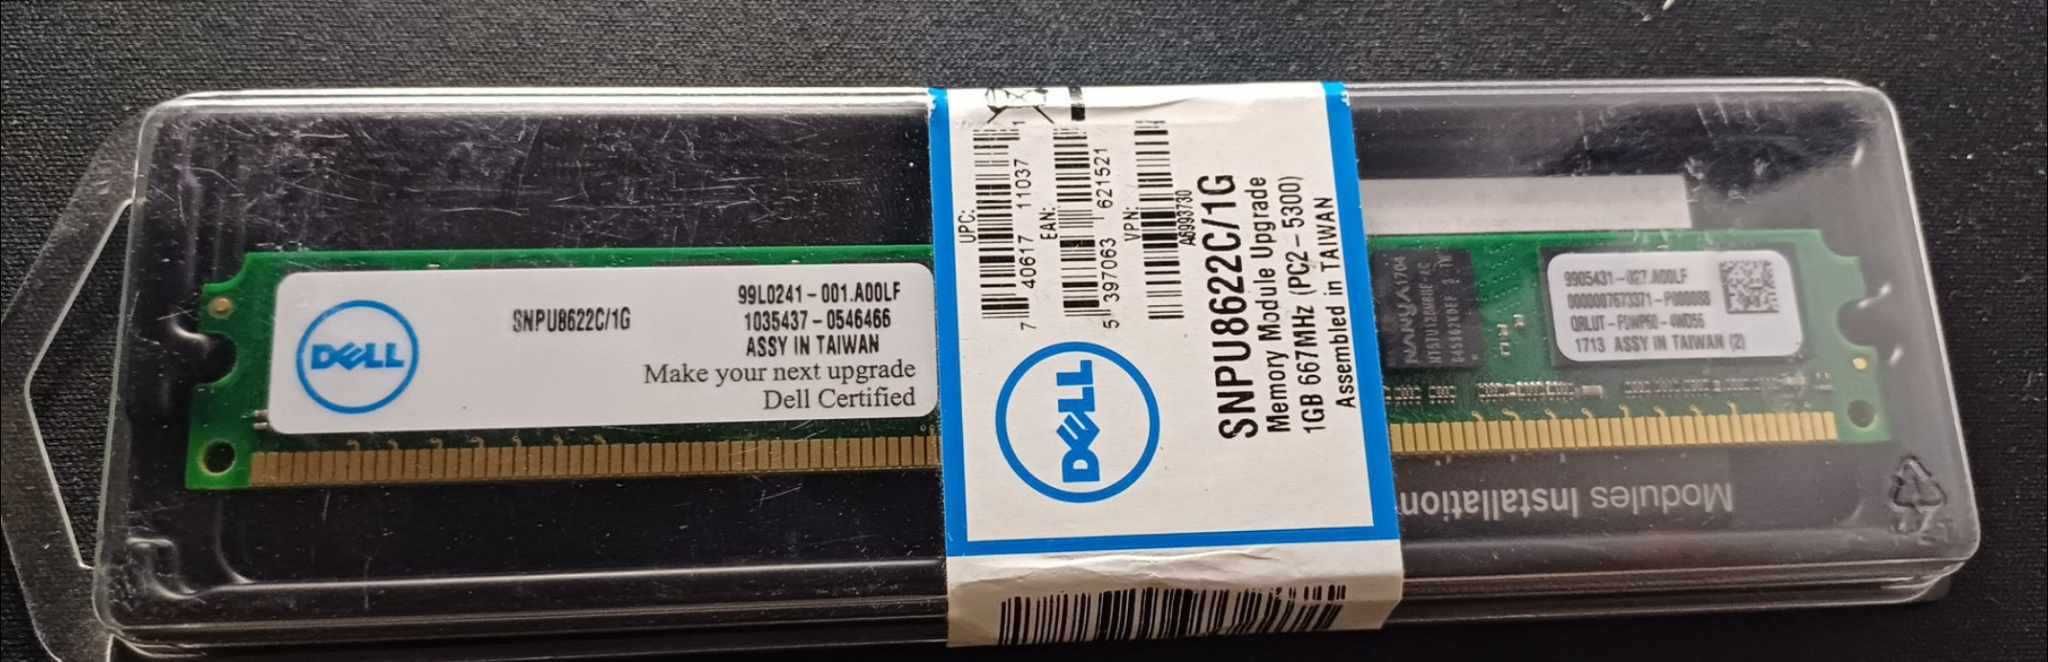 DELL
SNPU8622C/1G
99L0241-001.A00LF
1035437-0546466
ASSY IN TAIWAN
Make your next upgrade
Dell Certified
UPC:
7 40617 11037 1
EAN:
5 397063 621521
VPN:
A6993730
DELL
SNPU8622C/1G
Memory Module Upgrade
1GB 667MHz (PC2-5300)
Assembled in TAIWAN
NANYA 1704
9905431-027.A00LF
1713 ASSY IN TAIWAN (2)
Modules Installation